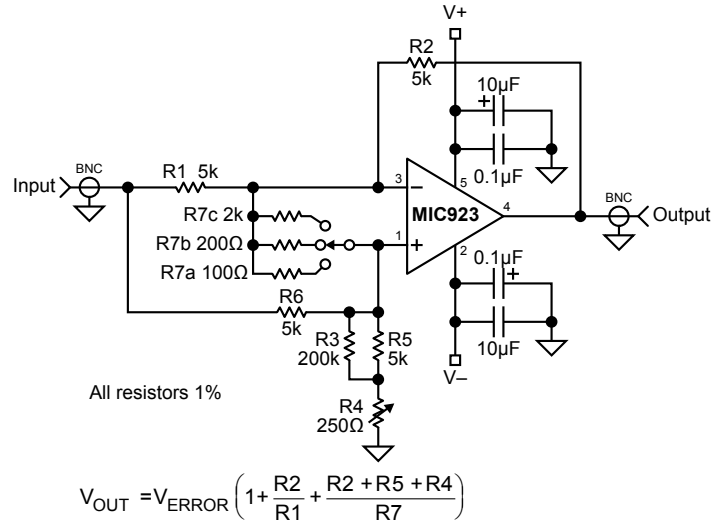 V+
R2
5k
10µF
+
0.1µF
BNC
Input
R1 5k
3
−
5
MIC923
4
BNC
Output
R7c 2k
R7b 200Ω
R7a 100Ω
1
+
2
0.1µF
+
10µF
V–
R6
5k
R3
200k
R5
5k
R4
250Ω
All resistors 1%
V_OUT = V_ERROR (1 + R2/R1 + (R2 + R5 + R4)/R7)